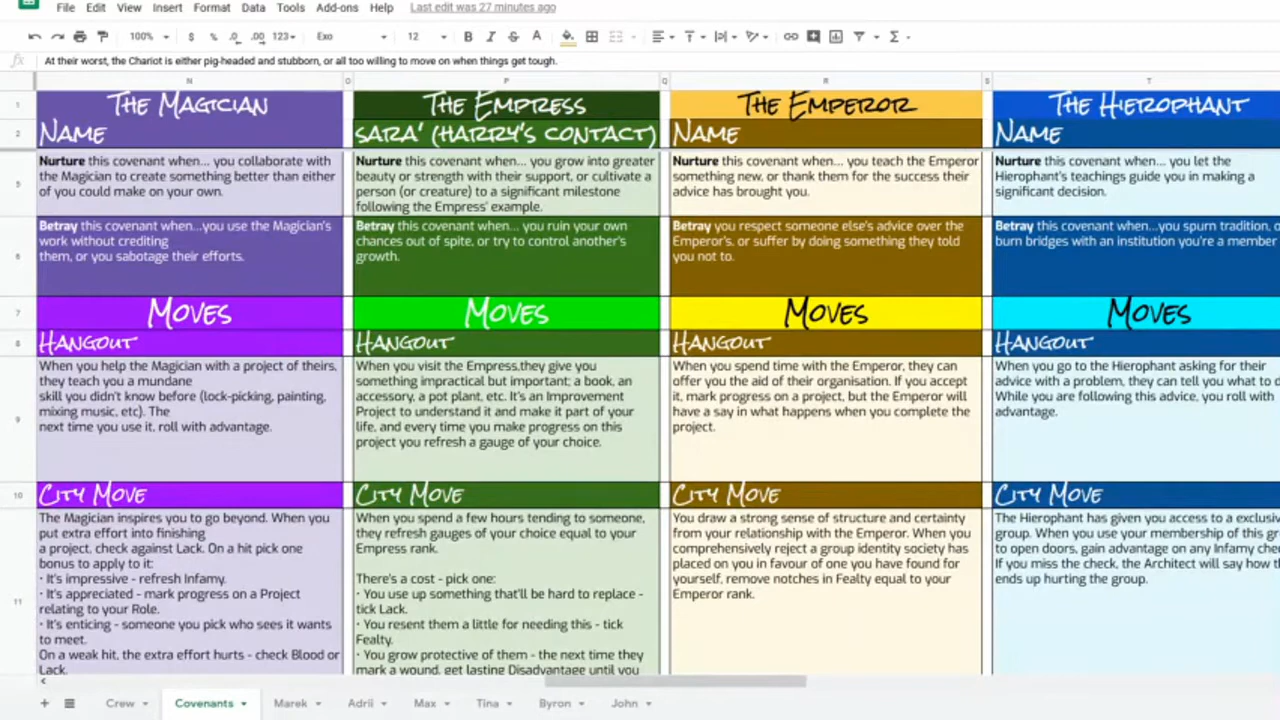 File Edit View Insert Format Data Tools Add-ons Help Last edit was 27 minutes ago
100% $ % .0 .00 123 Exo 12 B I S A
fx At their worst, the Chariot is either pig-headed and stubborn, or all too willing to move on when things get tough.
N O P Q R S T
1 The Magician The Empress The Emperor The Hierophant
2 Name Sara' (Harry's contact) Name Name
5
Nurture this covenant when... you collaborate with
the Magician to create something better than either
of you could make on your own.
Nurture this covenant when... you grow into greater
beauty or strength with their support, or cultivate a
person (or creature) to a significant milestone
following the Empress' example.
Nurture this covenant when... you teach the Emperor
something new, or thank them for the success their
advice has brought you.
Nurture this covenant when... you let the
Hierophant's teachings guide you in making a
significant decision.
6
Betray this covenant when...you use the Magician's
work without crediting
them, or you sabotage their efforts.
Betray this covenant when... you ruin your own
chances out of spite, or try to control another's
growth.
Betray you respect someone else's advice over the
Emperor's, or suffer by doing something they told
you not to.
Betray this covenant when...you spurn tradition, o
burn bridges with an institution you're a member
7 Moves Moves Moves Moves
8 Hangout Hangout Hangout Hangout
9
When you help the Magician with a project of theirs,
they teach you a mundane
skill you didn't know before (lock-picking, painting,
mixing music, etc). The
next time you use it, roll with advantage.
When you visit the Empress,they give you
something impractical but important; a book, an
accessory, a pot plant, etc. It's an Improvement
Project to understand it and make it part of your
life, and every time you make progress on this
project you refresh a gauge of your choice.
When you spend time with the Emperor, they can
offer you the aid of their organisation. If you accept
it, mark progress on a project, but the Emperor will
have a say in what happens when you complete the
project.
When you go to the Hierophant asking for their
advice with a problem, they can tell you what to d
While you are following this advice, you roll with
advantage.
10 City Move City Move City Move City Move
11
The Magician inspires you to go beyond. When you
put extra effort into finishing
a project, check against Lack. On a hit pick one
bonus to apply to it:
· It's impressive - refresh Infamy.
· It's appreciated - mark progress on a Project
relating to your Role.
· It's enticing - someone you pick who sees it wants
to meet.
On a weak hit, the extra effort hurts - check Blood or
Lack.
When you spend a few hours tending to someone,
they refresh gauges of your choice equal to your
Empress rank.
There's a cost - pick one:
· You use up something that'll be hard to replace -
tick Lack.
· You resent them a little for needing this - tick
Fealty.
· You grow protective of them - the next time they
mark a wound, get lasting Disadvantage until you
You draw a strong sense of structure and certainty
from your relationship with the Emperor. When you
comprehensively reject a group identity society has
placed on you in favour of one you have found for
yourself, remove notches in Fealty equal to your
Emperor rank.
The Hierophant has given you access to a exclusiv
group. When you use your membership of this gr
to open doors, gain advantage on any Infamy che
If you miss the check, the Architect will say how th
ends up hurting the group.
+ Crew Covenants Marek Adrii Max Tina Byron John